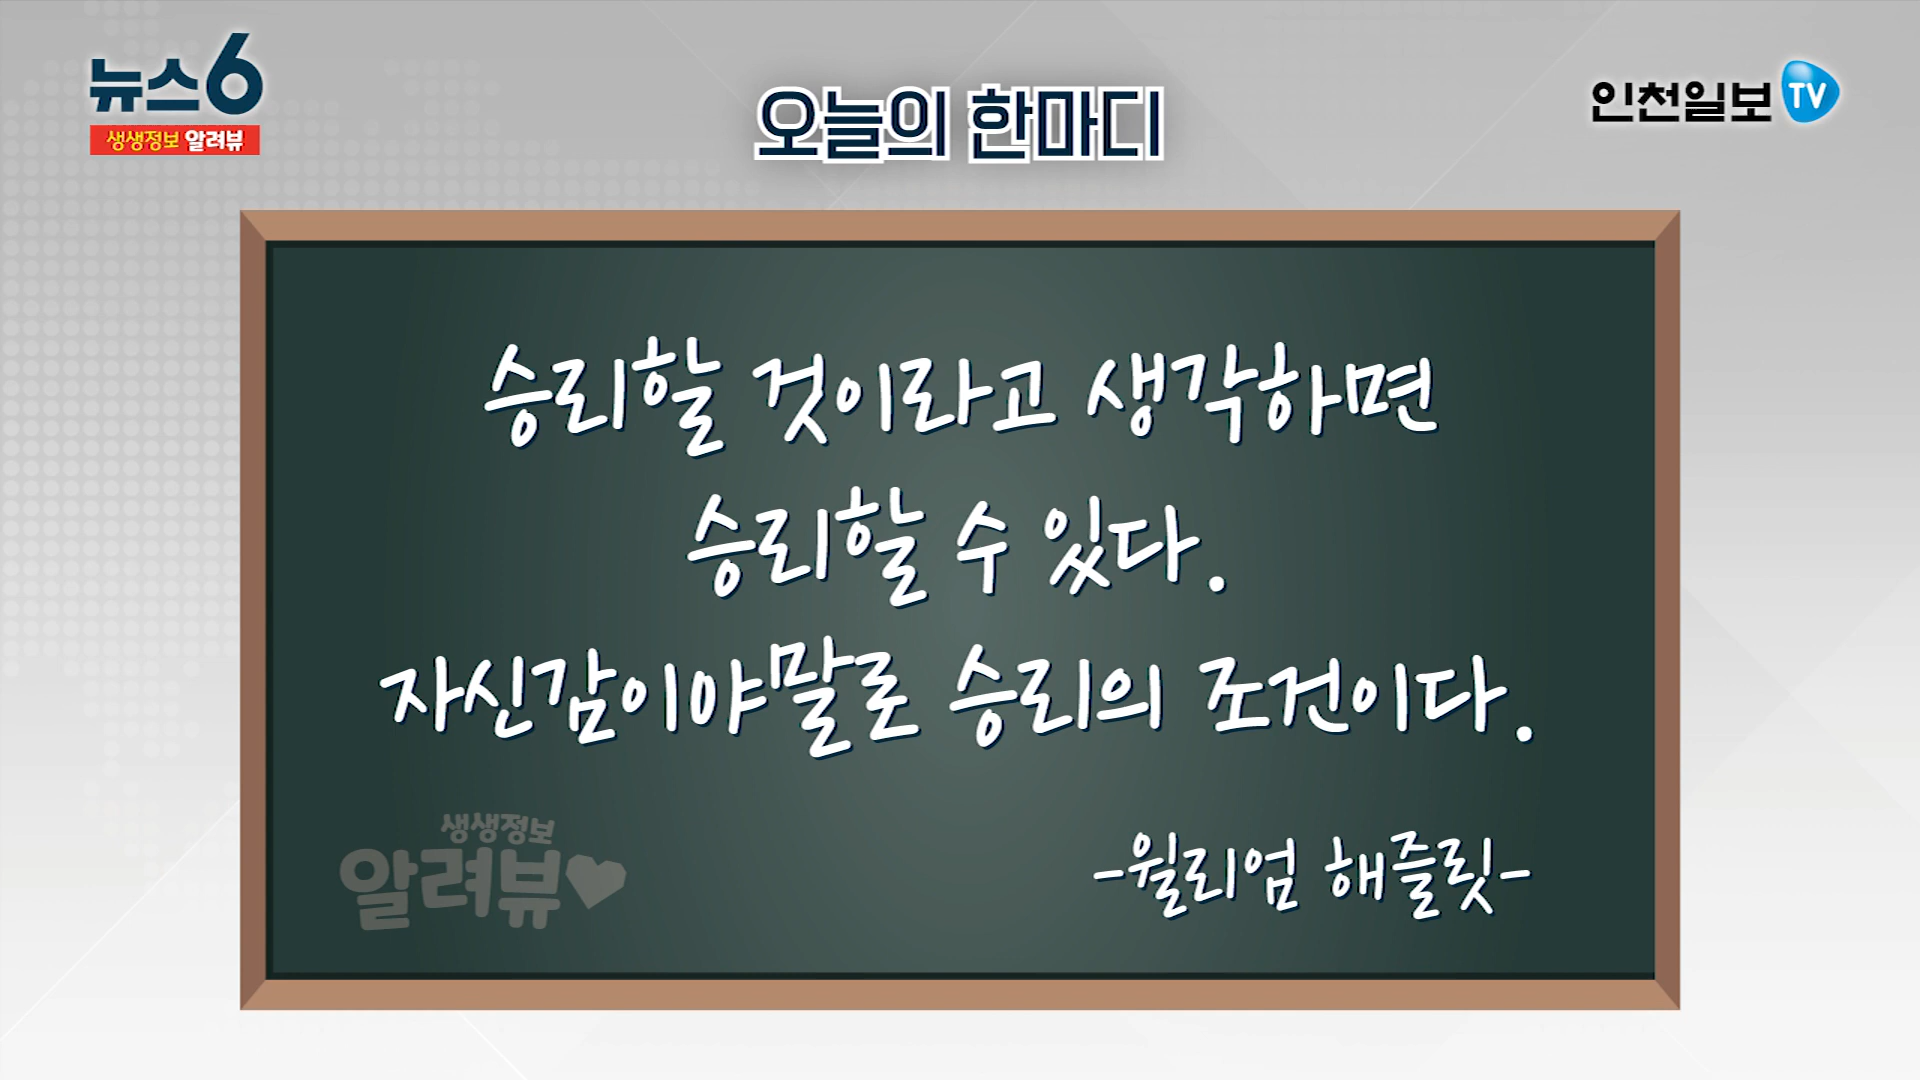 뉴스6
생생정보 알려뷰
오늘의 한마디
인천일보 TV
승리할 것이라고 생각하면
승리할 수 있다.
자신감이야말로 승리의 조건이다.
-윌리엄 해즐릿-
생생정보
알려뷰